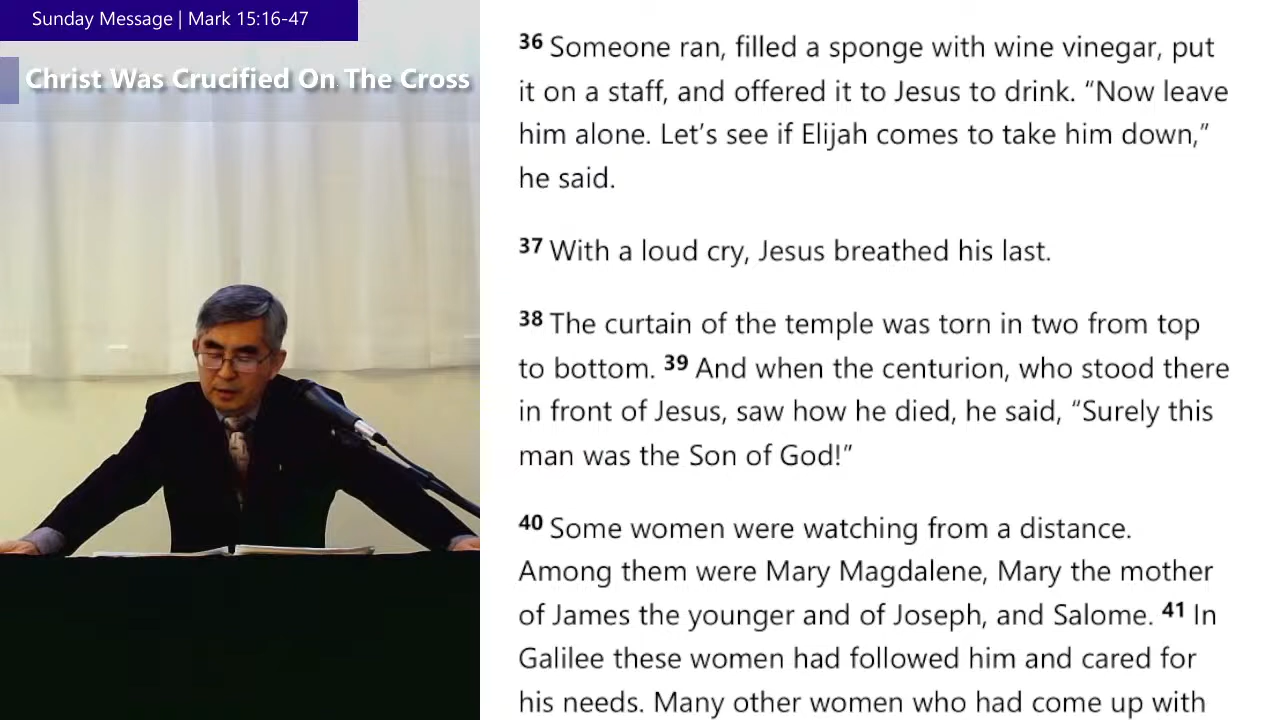 Sunday Message | Mark 15:16-47
Christ Was Crucified On The Cross
36 Someone ran, filled a sponge with wine vinegar, put
it on a staff, and offered it to Jesus to drink. “Now leave
him alone. Let’s see if Elijah comes to take him down,”
he said.
37 With a loud cry, Jesus breathed his last.
38 The curtain of the temple was torn in two from top
to bottom. 39 And when the centurion, who stood there
in front of Jesus, saw how he died, he said, “Surely this
man was the Son of God!”
40 Some women were watching from a distance.
Among them were Mary Magdalene, Mary the mother
of James the younger and of Joseph, and Salome. 41 In
Galilee these women had followed him and cared for
his needs. Many other women who had come up with